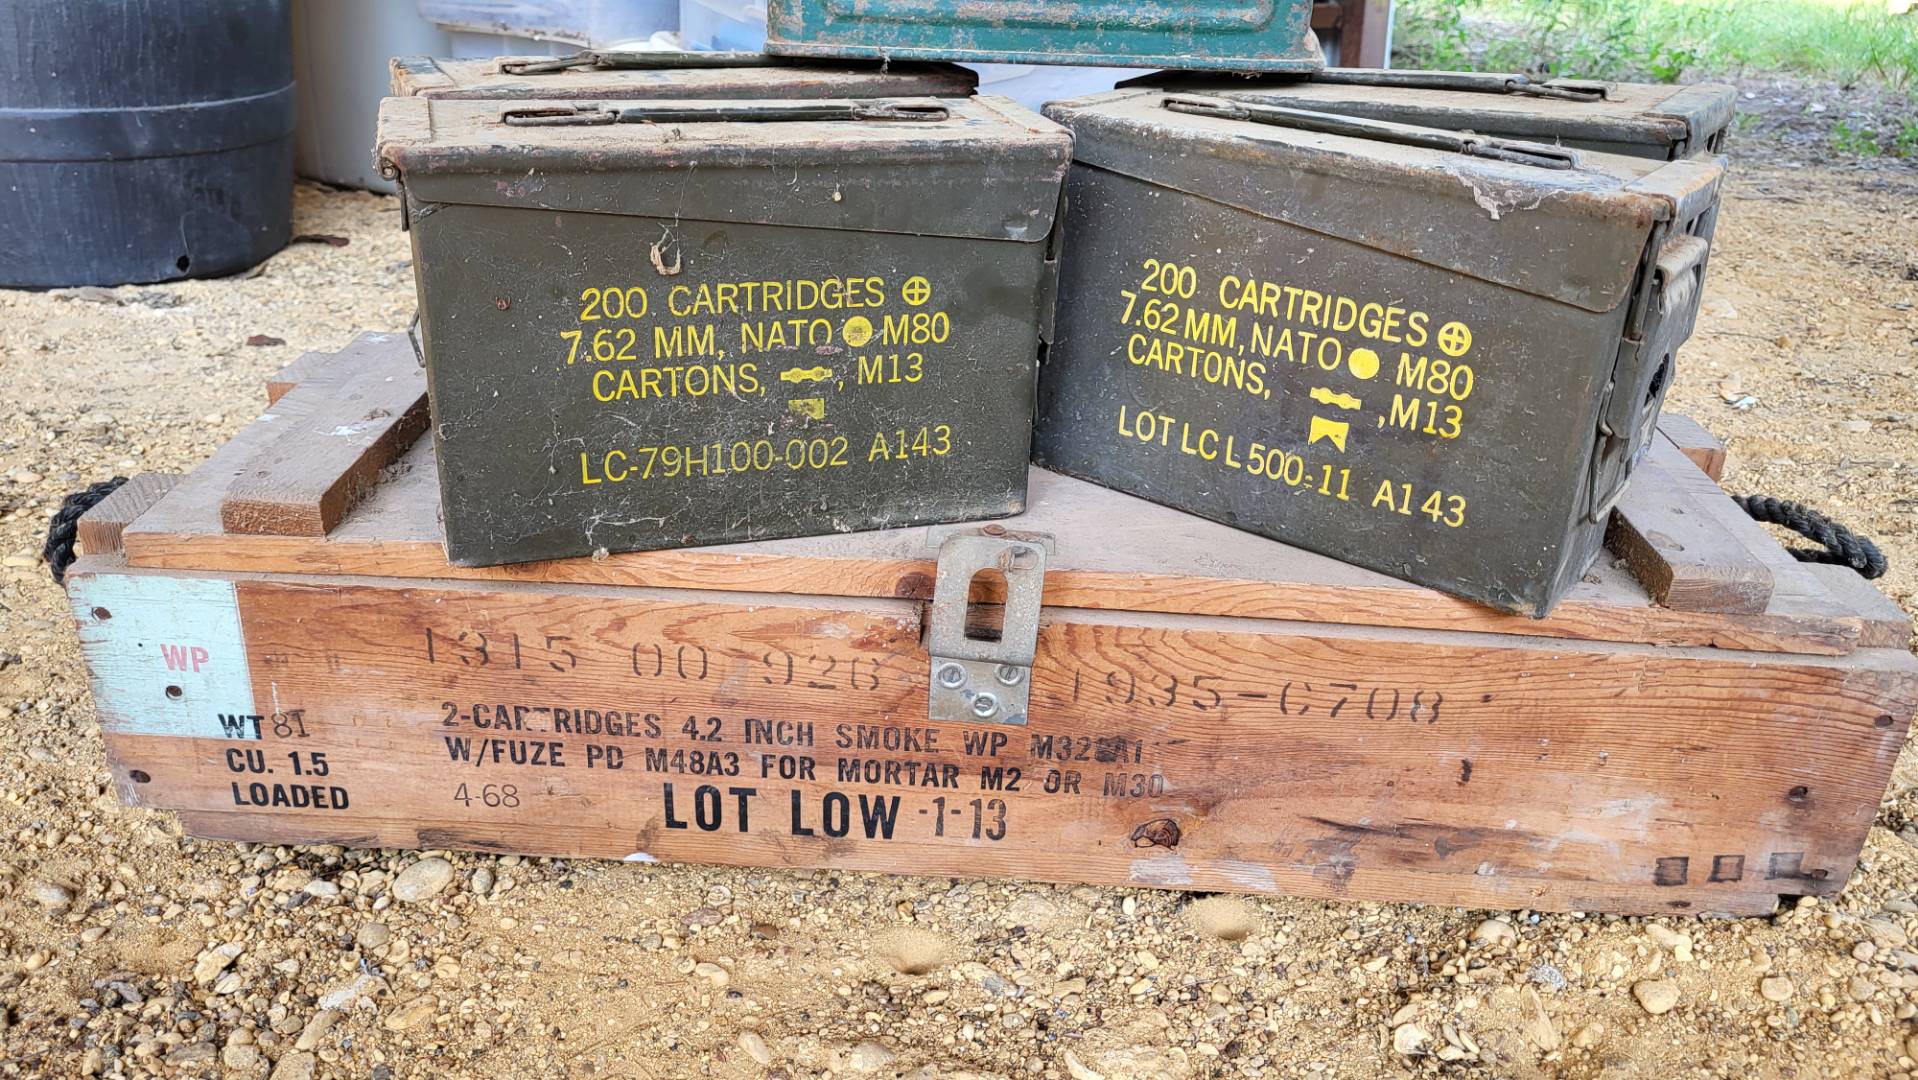 200 CARTRIDGES
7.62 MM, NATO M80
CARTONS, , M13
LC-79H100-002 A143
200 CARTRIDGES
7.62 MM, NATO M80
CARTONS, , M13
LOT LC L 500-11 A143
1315 00 926 1935-C708
WP
WT 81
CU. 1.5
LOADED 4-68
2-CARTRIDGES 4.2 INCH SMOKE WP
W/FUZE PD M48A3 FOR MORTAR M2 OR M30
LOT LOW -1-13